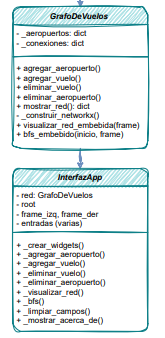 GrafoDeVuelos
- _aeropuertos: dict
- _conexiones: dict
+ agregar_aeropuerto()
+ agregar_vuelo()
+ eliminar_vuelo()
+ eliminar_aeropuerto()
+ mostrar_red(): dict
- _construir_networkx()
+ visualizar_red_embebida(frame)
+ bfs_embebido(inicio, frame)
InterfazApp
- red: GrafoDeVuelos
- root
- frame_izq, frame_der
- entradas (varias)
+ _crear_widgets()
- _agregar_aeropuerto()
- _agregar_vuelo()
- _eliminar_vuelo()
- _eliminar_aeropuerto()
- _visualizar_red()
- _bfs()
- _limpiar_campos()
- _mostrar_acerca_de()